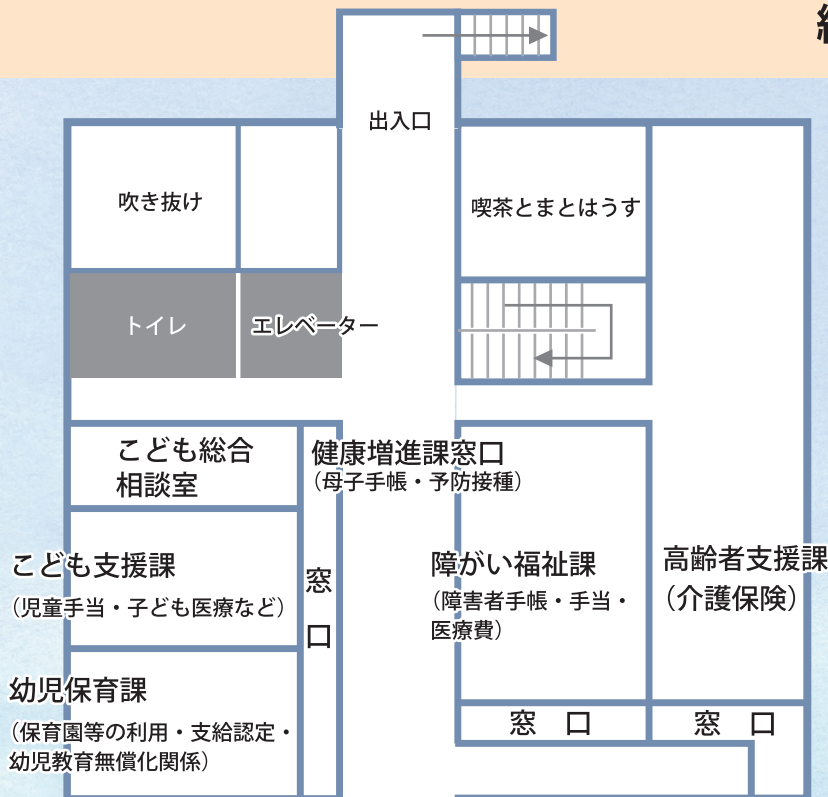 出入口
吹き抜け
喫茶とまとはうす
トイレ
エレベーター
こども総合
相談室
健康増進課窓口
（母子手帳・予防接種）
こども支援課
（児童手当・子ども医療など）
窓
口
障がい福祉課
（障害者手帳・手当・
医療費）
高齢者支援課
（介護保険）
幼児保育課
（保育園等の利用・支給認定・
幼児教育無償化関係）
窓　口
窓　口